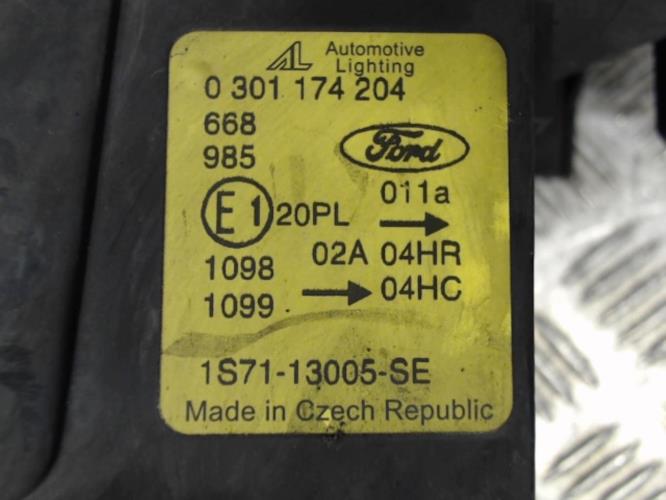 AL Automotive
Lighting
0 301 174 204
668
985
Ford
E1 20PL
011a
02A 04HR
1098
1099
04HC
1S71-13005-SE
Made in Czech Republic